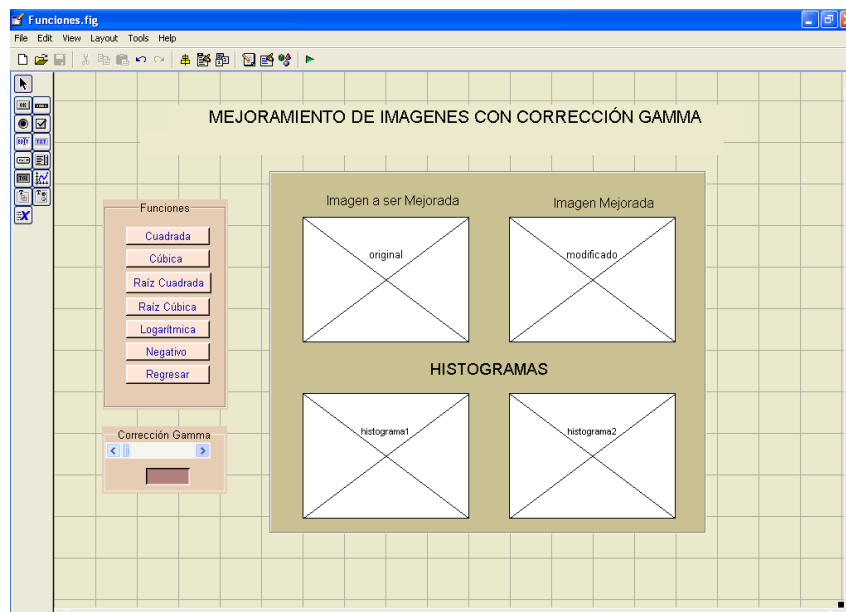 Funciones.fig
File Edit View Layout Tools Help
MEJORAMIENTO DE IMAGENES CON CORRECCIÓN GAMMA
Funciones
Cuadrada
Cúbica
Raíz Cuadrada
Raíz Cúbica
Logarítmica
Negativo
Regresar
Corrección Gamma
Imagen a ser Mejorada
Imagen Mejorada
original
modificado
HISTOGRAMAS
histograma1
histograma2